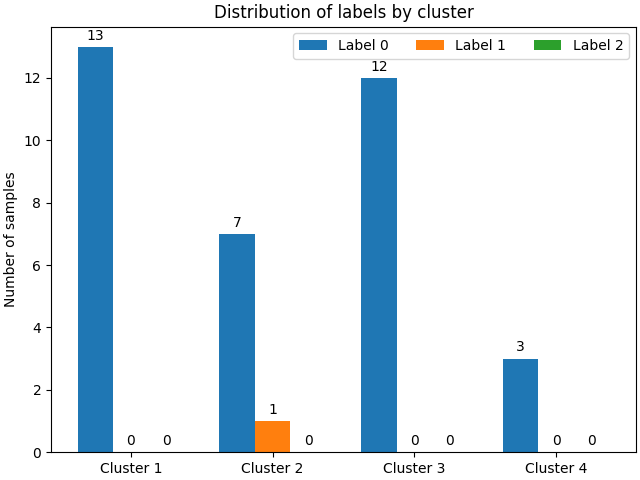 Distribution of labels by cluster
Label 0 Label 1 Label 2
Number of samples
12
10
8
6
4
2
0
13 0 0
7 1 0
12 0 0
3 0 0
Cluster 1 Cluster 2 Cluster 3 Cluster 4